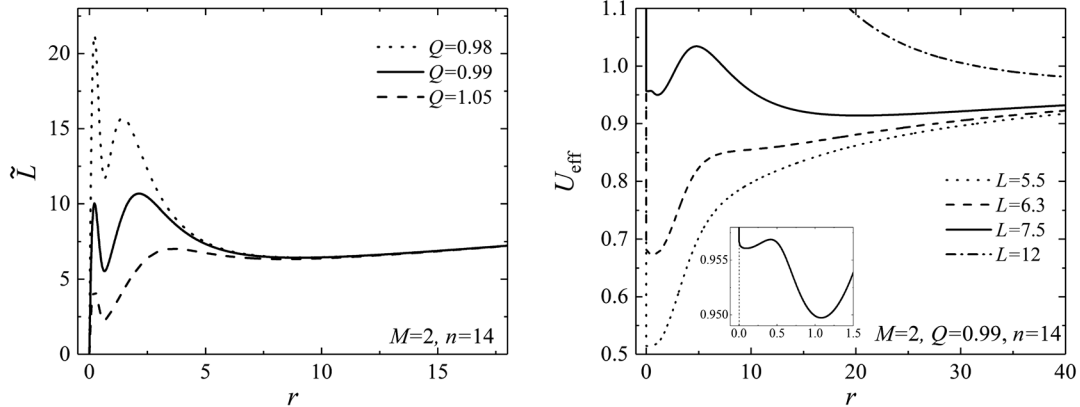 20
15
10
5
0
L̃
Q=0.98
Q=0.99
Q=1.05
M=2, n=14
0
5
10
15
r
1.1
1.0
0.9
0.8
0.7
0.6
0.5
Ueff
L=5.5
L=6.3
L=7.5
L=12
0.955
0.950
0.0
0.5
1.0
1.5
M=2, Q=0.99, n=14
0
10
20
30
40
r